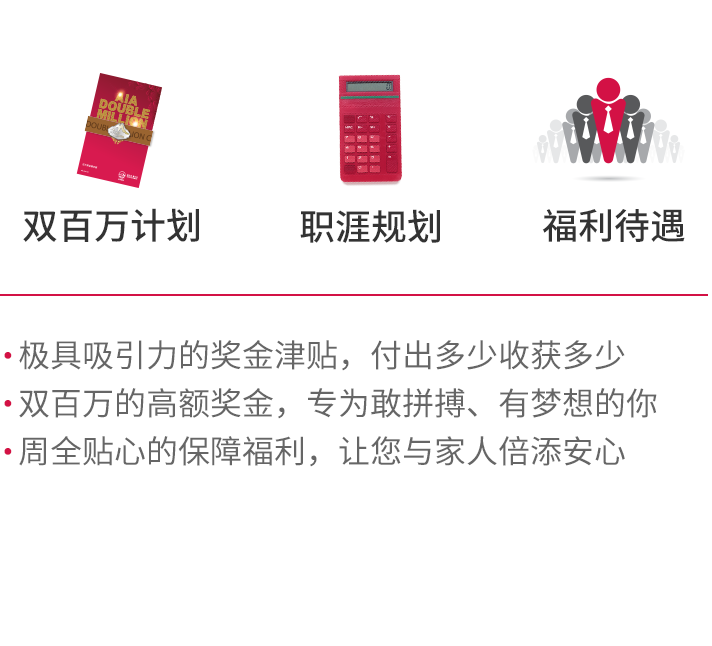 AIA
DOUBLE
MILLION
双百万计划
职涯规划
福利待遇
极具吸引力的奖金津贴，付出多少收获多少
双百万的高额奖金，专为敢拼搏、有梦想的你
周全贴心的保障福利，让您与家人倍添安心